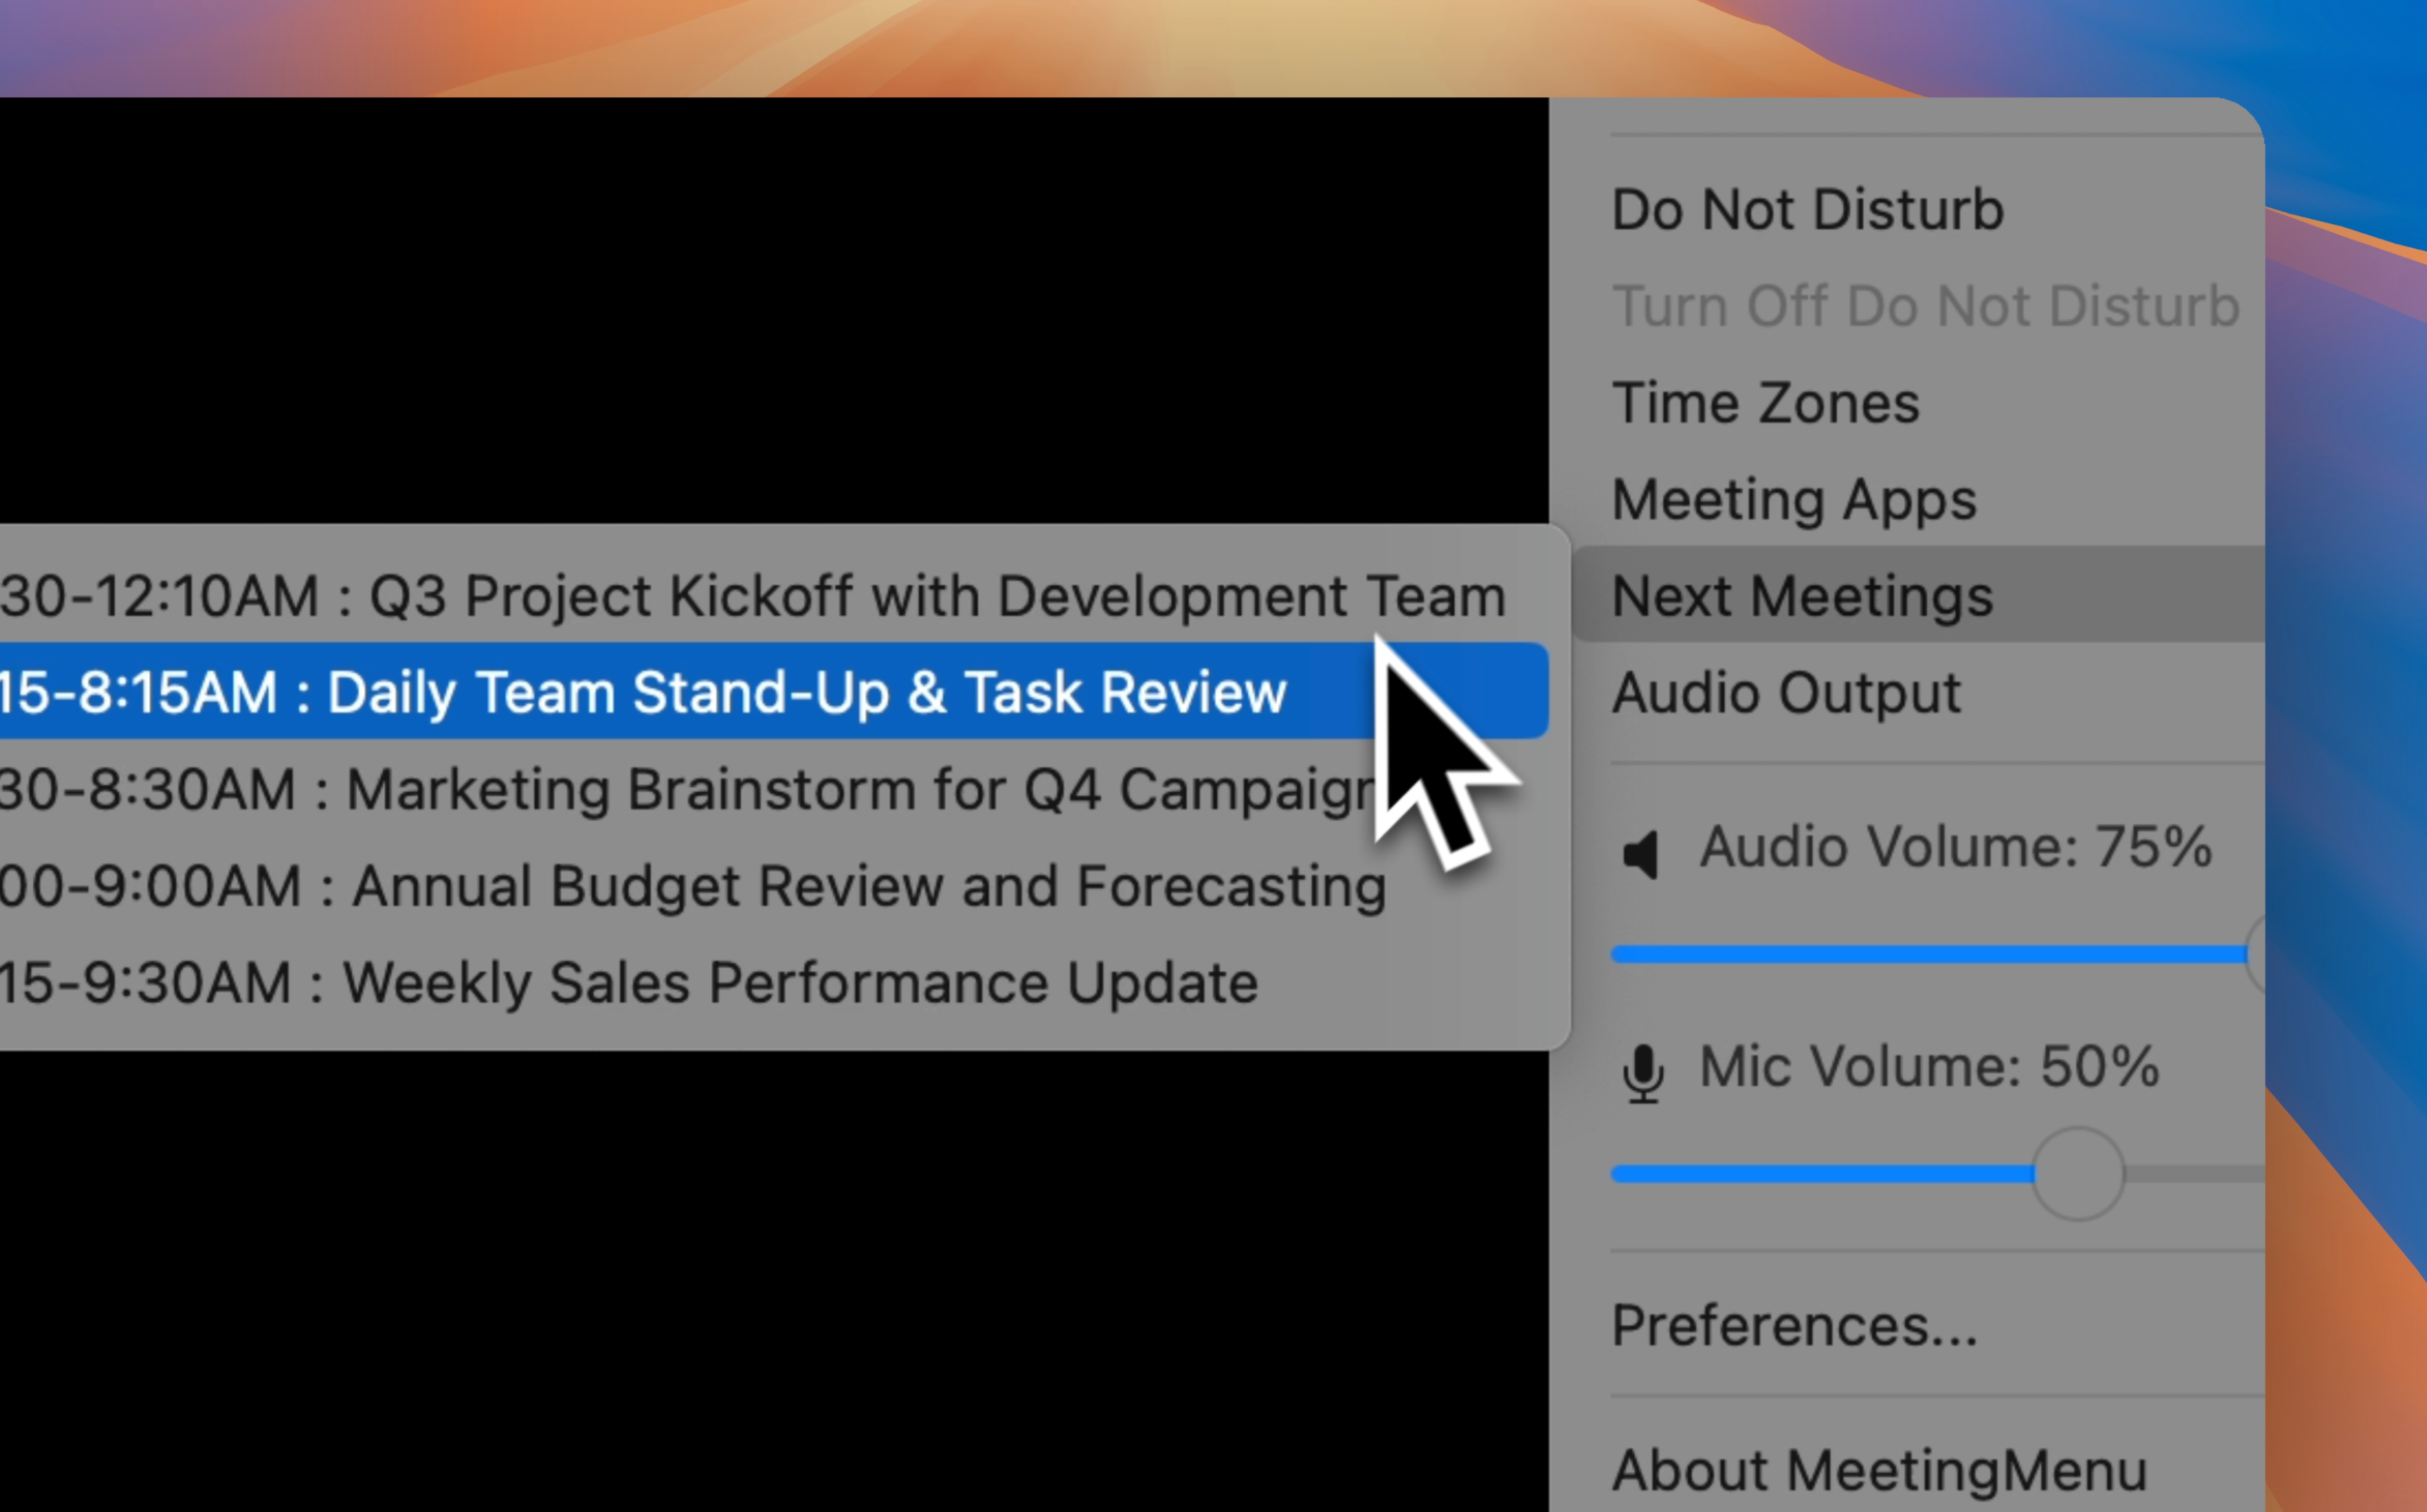 Do Not Disturb
Turn Off Do Not Disturb
Time Zones
Meeting Apps
Next Meetings
Audio Output
30-12:10AM : Q3 Project Kickoff with Development Team
15-8:15AM : Daily Team Stand-Up & Task Review
30-8:30AM : Marketing Brainstorm for Q4 Campaign
00-9:00AM : Annual Budget Review and Forecasting
15-9:30AM : Weekly Sales Performance Update
Audio Volume: 75%
Mic Volume: 50%
Preferences...
About MeetingMenu